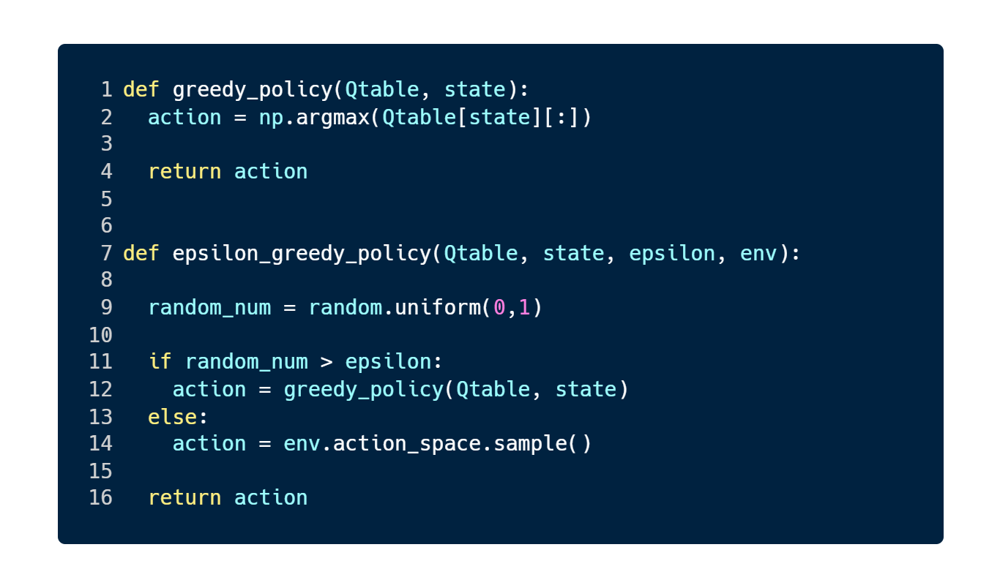 1 def greedy_policy(Qtable, state):
2   action = np.argmax(Qtable[state][:])
3
4   return action
5
6
7 def epsilon_greedy_policy(Qtable, state, epsilon, env):
8
9   random_num = random.uniform(0,1)
10
11   if random_num > epsilon:
12     action = greedy_policy(Qtable, state)
13   else:
14     action = env.action_space.sample()
15
16   return action